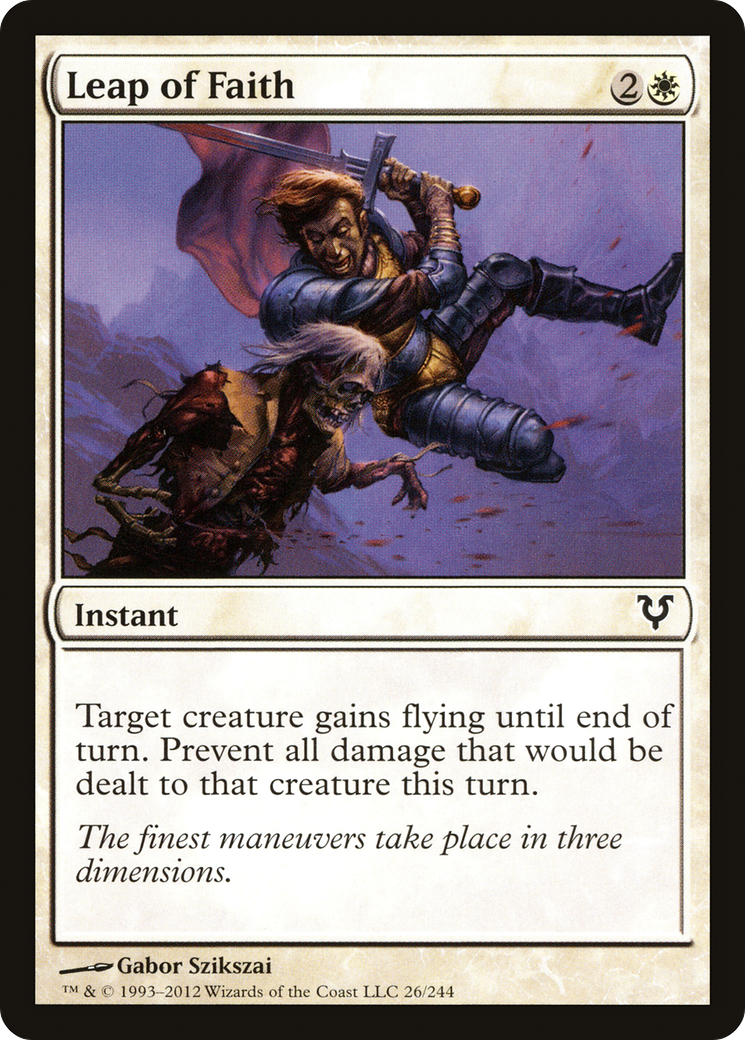 Leap of Faith 2
Instant
Target creature gains flying until end of
turn. Prevent all damage that would be
dealt to that creature this turn.
The finest maneuvers take place in three
dimensions.
Gabor Szikszai
™ & © 1993–2012 Wizards of the Coast LLC 26/244